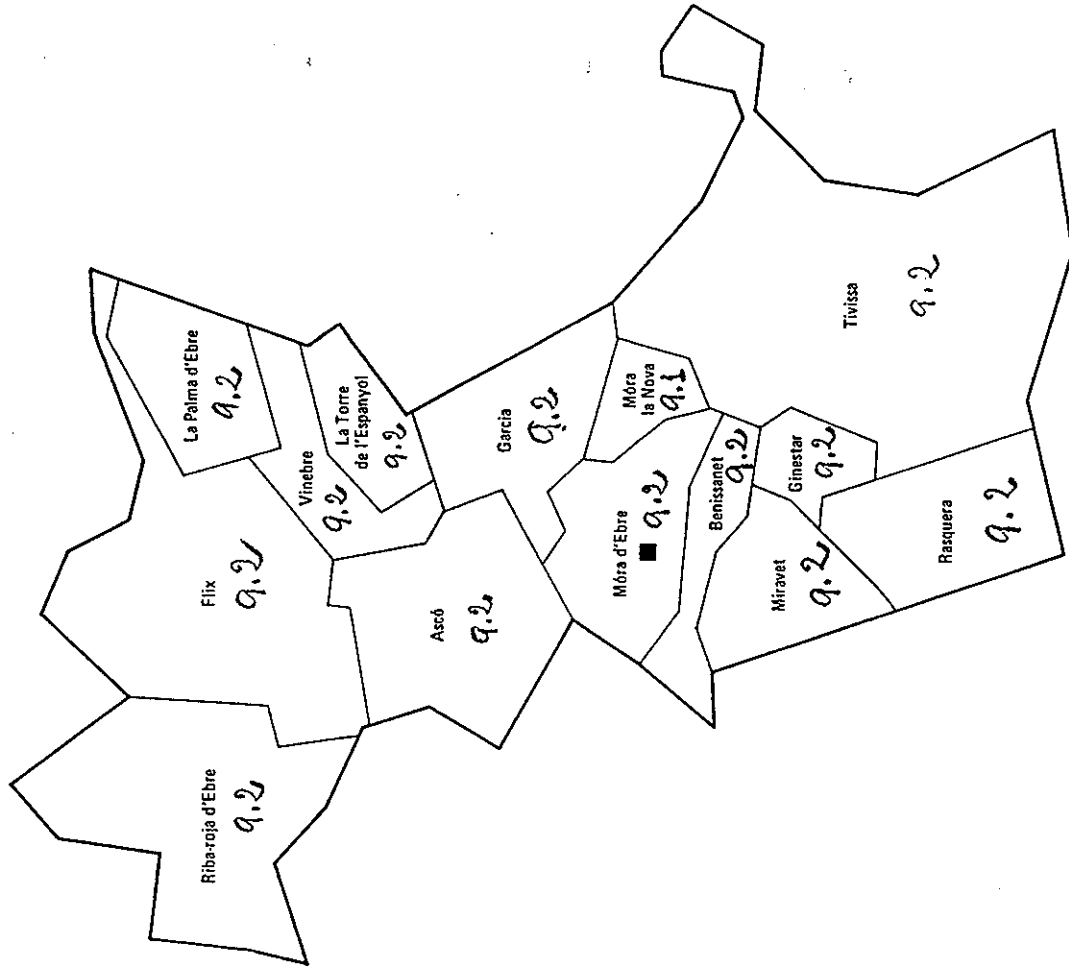 La Palma d'Ebre
9.2
Flix
9.2
Vinebre
9.2
La Torre
de l'Espanyol
9.2
Riba-roja d'Ebre
9.2
Ascó
9.2
Garcia
9.2
Móra
la Nova
9.1
Móra d'Ebre
9.2
Benissanet
9.2
Ginestar
9.2
Miravet
9.2
Tivissa
9.2
Rasquera
9.2